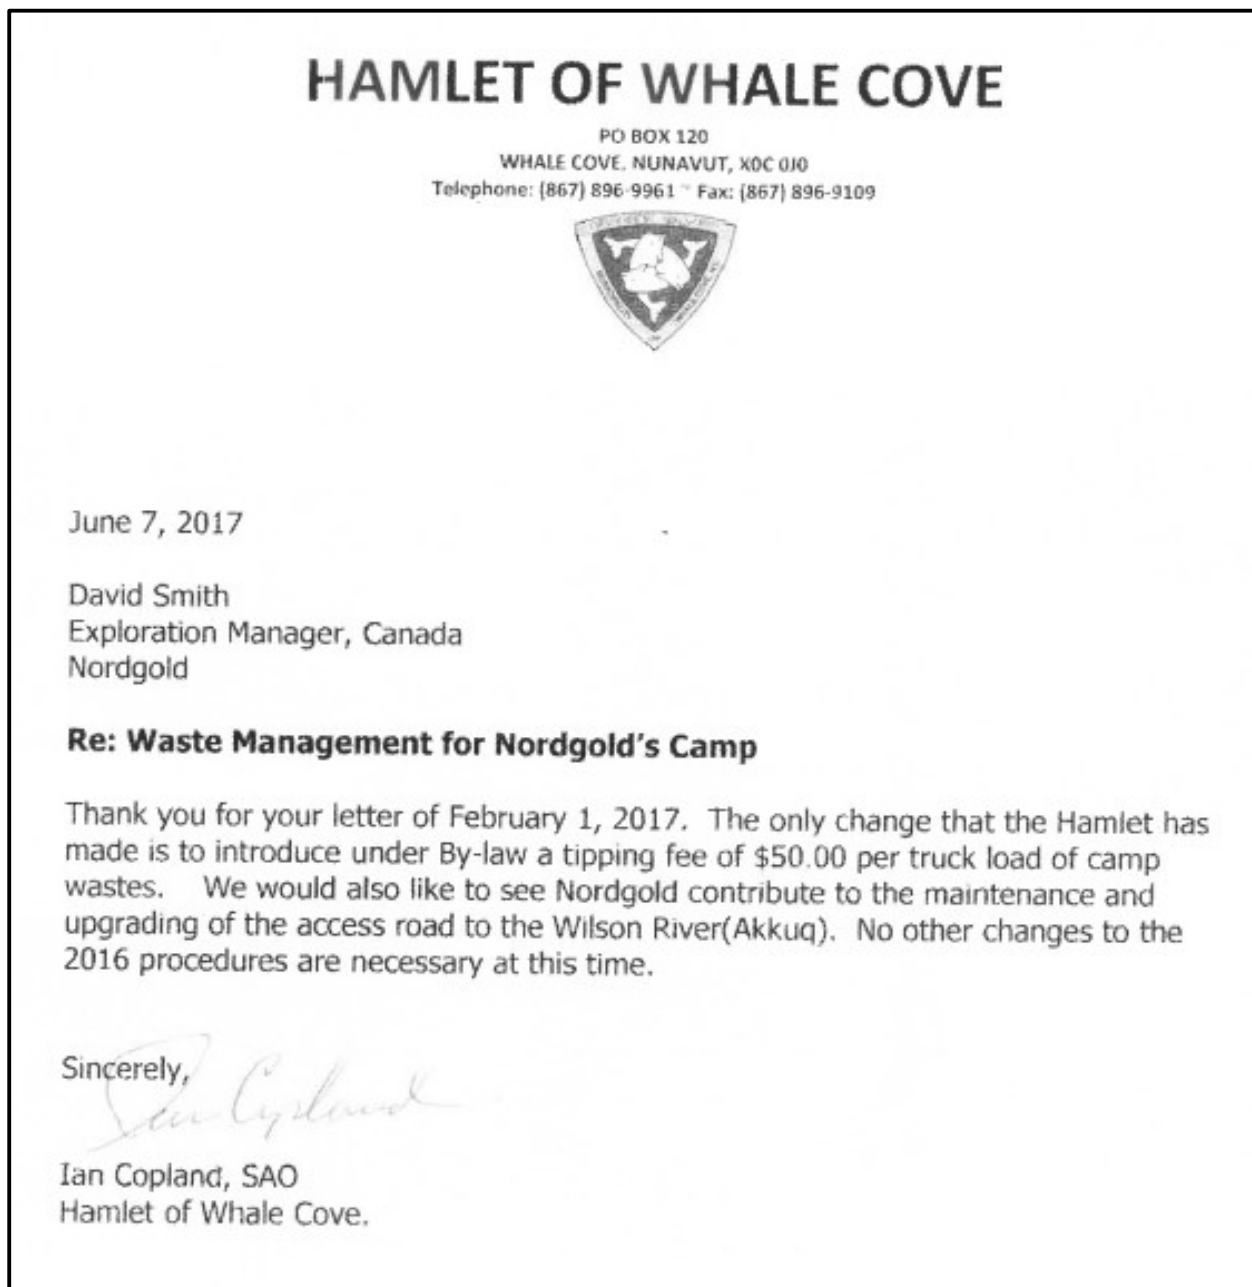 HAMLET OF WHALE COVE
PO BOX 120
WHALE COVE, NUNAVUT, X0C 0J0
Telephone: (867) 896-9961 ~ Fax: (867) 896-9109
June 7, 2017
David Smith
Exploration Manager, Canada
Nordgold
Re: Waste Management for Nordgold's Camp
Thank you for your letter of February 1, 2017. The only change that the Hamlet has
made is to introduce under By-law a tipping fee of $50.00 per truck load of camp
wastes. We would also like to see Nordgold contribute to the maintenance and
upgrading of the access road to the Wilson River(Akkuq). No other changes to the
2016 procedures are necessary at this time.
Sincerely,
Ian Copland
Ian Copland, SAO
Hamlet of Whale Cove.